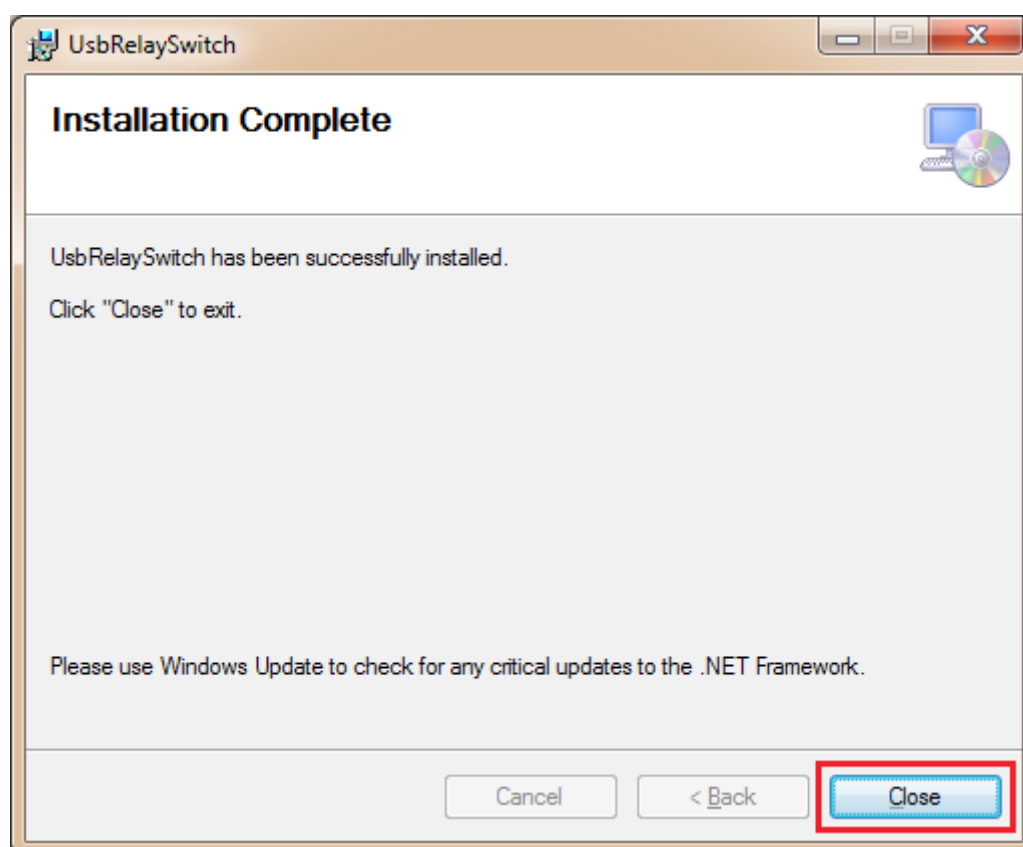 UsbRelaySwitch
Installation Complete
UsbRelaySwitch has been successfully installed.
Click "Close" to exit.
Please use Windows Update to check for any critical updates to the .NET Framework.
Cancel
< Back
Close